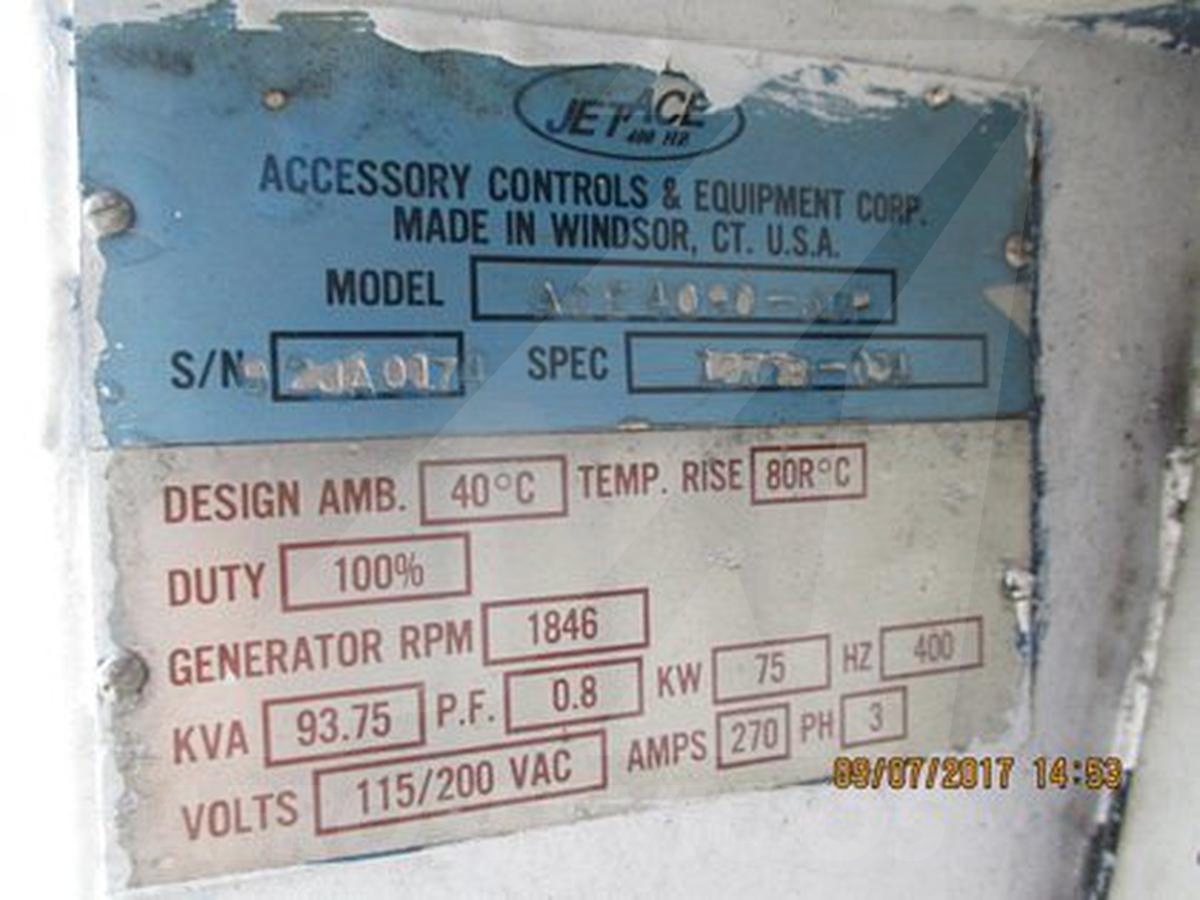 JET ACE
400 HZ
ACCESSORY CONTROLS & EQUIPMENT CORP.
MADE IN WINDSOR, CT. U.S.A.
MODEL
S/N SPEC
DESIGN AMB. 40°C TEMP. RISE 80R°C
DUTY 100%
GENERATOR RPM 1846
KVA 93.75 P.F. 0.8 KW 75 HZ 400
VOLTS 115/200 VAC AMPS 270 PH 3
09/07/2017 14:53